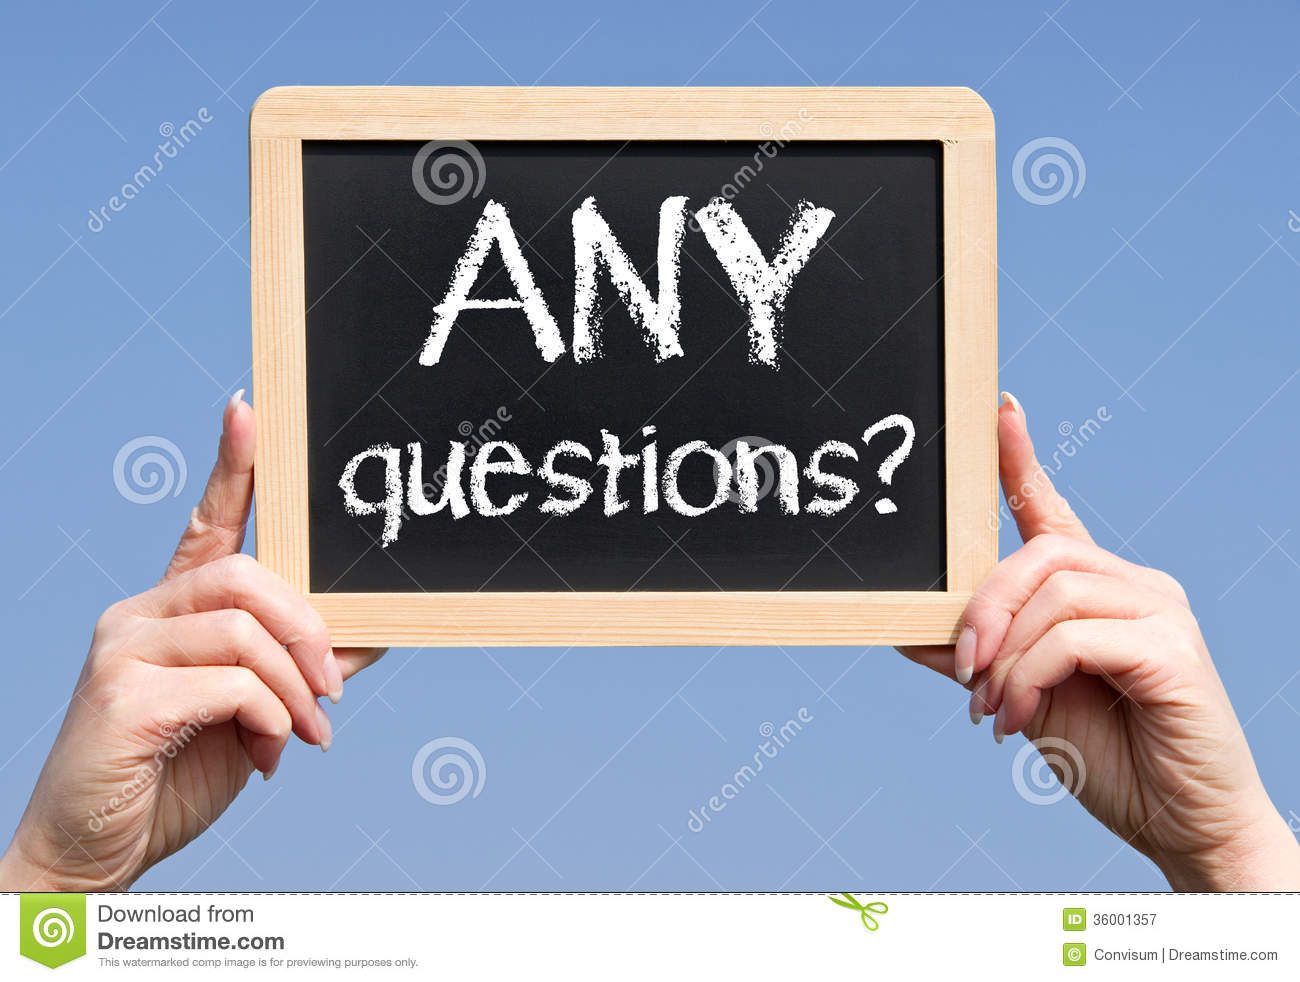 ANY
questions?
dreamstime
dreamstime
dreamstime
dreamstime
dreamstime
dreamstime
Download from
Dreamstime.com
This watermarked comp image is for previewing purposes only.
ID 36001357
© Convisum | Dreamstime.com